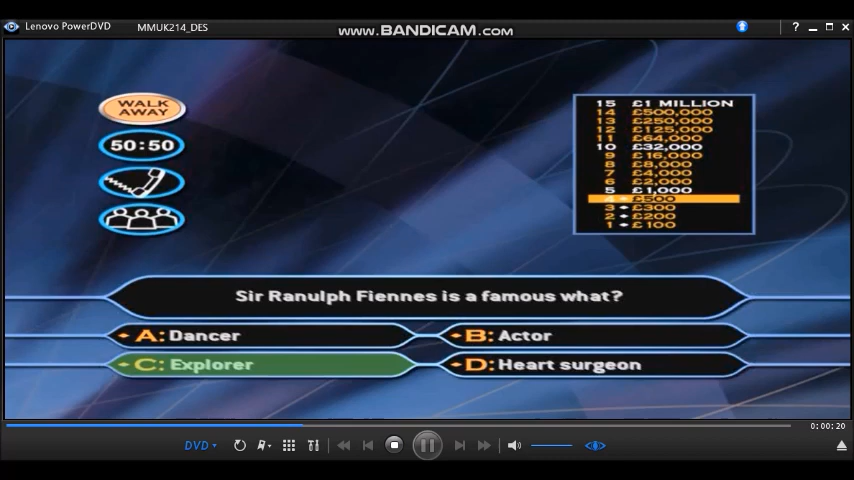 Lenovo PowerDVD MMUK214_DES
www.BANDICAM.com
?
WALK
AWAY
50:50
15 £1 MILLION
14 £500,000
13 £250,000
12 £125,000
11 £64,000
10 £32,000
9 £16,000
8 £8,000
7 £4,000
6 £2,000
5 £1,000
4 £500
3 £300
2 £200
1 £100
Sir Ranulph Fiennes is a famous what?
A: Dancer
B: Actor
C: Explorer
D: Heart surgeon
0:00:20
DVD